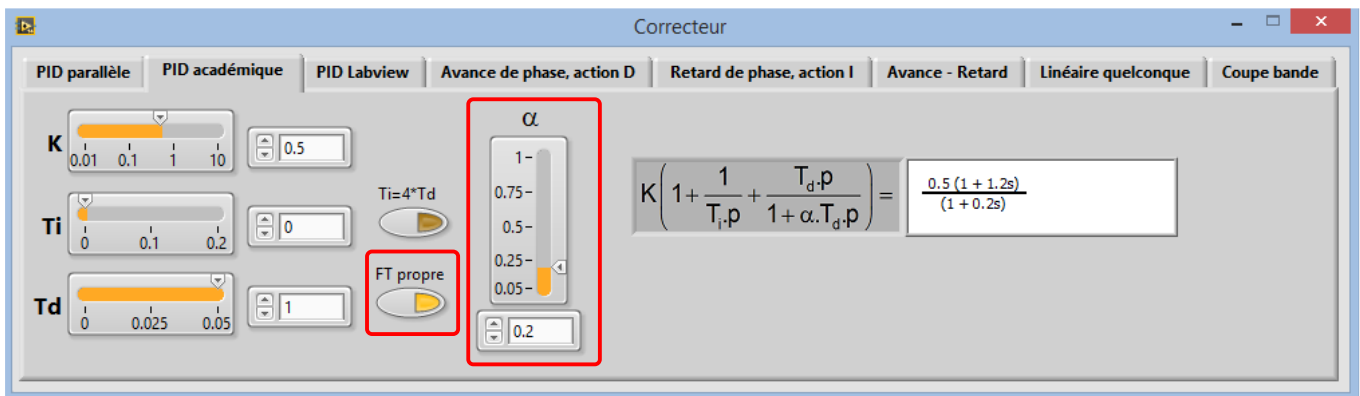 Correcteur
PID parallèle PID académique PID Labview Avance de phase, action D Retard de phase, action I Avance - Retard Linéaire quelconque Coupe bande
K
0.01 0.1 1 10
0.5
Ti
0 0.1 0.2
0
Td
0 0.025 0.05
1
Ti=4*Td
FT propre
α
1-
0.75-
0.5-
0.25-
0.05-
0.2
K(1+ 1/Ti.p + Td.p/1+α.Td.p) =
0.5 (1 + 1.2s)
(1 + 0.2s)